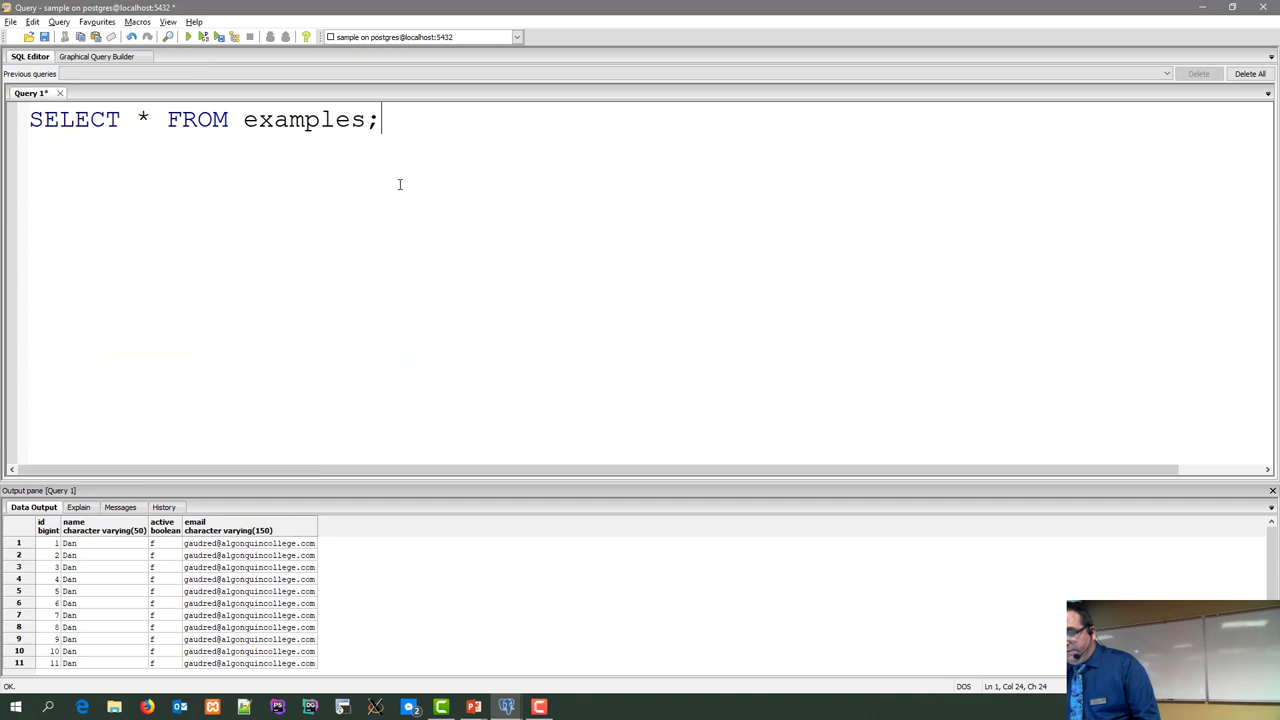 Query - sample on postgres@localhost:5432 *
File Edit Query Favourites Macros Help
sample on postgres@localhost:5432
SQL Editor Graphical Query Builder
Previous queries Delete Delete All
Query 1*
SELECT * FROM examples;
Output pane [Query 1]
Data Output Explain Messages History
id name active email
bigint character varying(50) boolean character varying(150)
1 1 Dan f gaudred@algonquincollege.com
2 2 Dan f gaudred@algonquincollege.com
3 3 Dan f gaudred@algonquincollege.com
4 4 Dan f gaudred@algonquincollege.com
5 5 Dan f gaudred@algonquincollege.com
6 6 Dan f gaudred@algonquincollege.com
7 7 Dan f gaudred@algonquincollege.com
8 8 Dan f gaudred@algonquincollege.com
9 9 Dan f gaudred@algonquincollege.com
10 10 Dan f gaudred@algonquincollege.com
11 11 Dan f gaudred@algonquincollege.com
OK. DOS Ln 1, Col 24, Ch 24